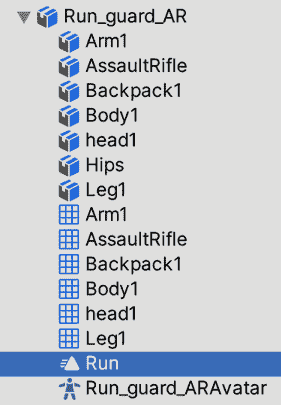 Run_guard_AR
Arm1
AssaultRifle
Backpack1
Body1
head1
Hips
Leg1
Arm1
AssaultRifle
Backpack1
Body1
head1
Leg1
Run
Run_guard_ARAvatar